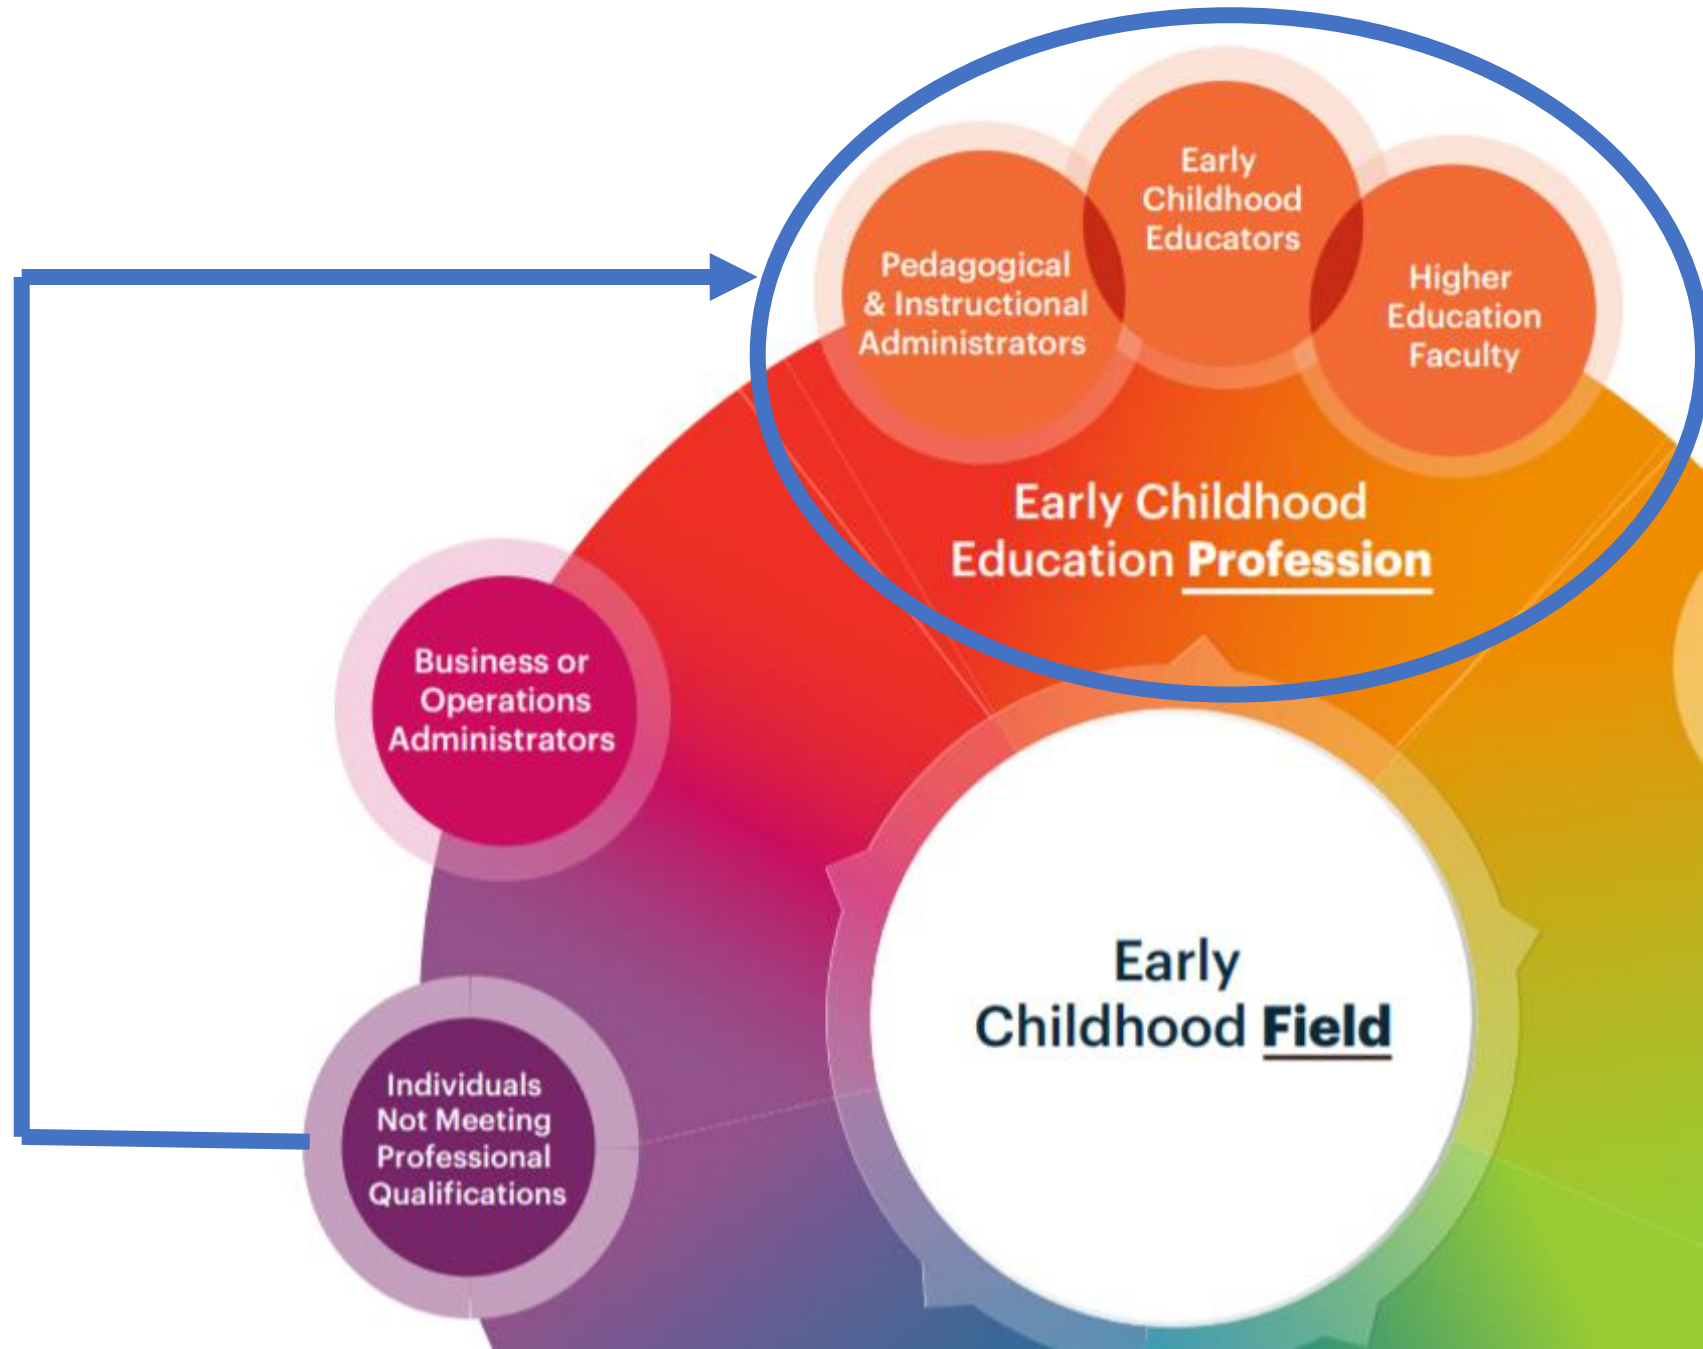 Early
Childhood
Educators
Pedagogical
& Instructional
Administrators
Higher
Education
Faculty
Early Childhood
Education Profession
Business or
Operations
Administrators
Early
Childhood Field
Individuals
Not Meeting
Professional
Qualifications